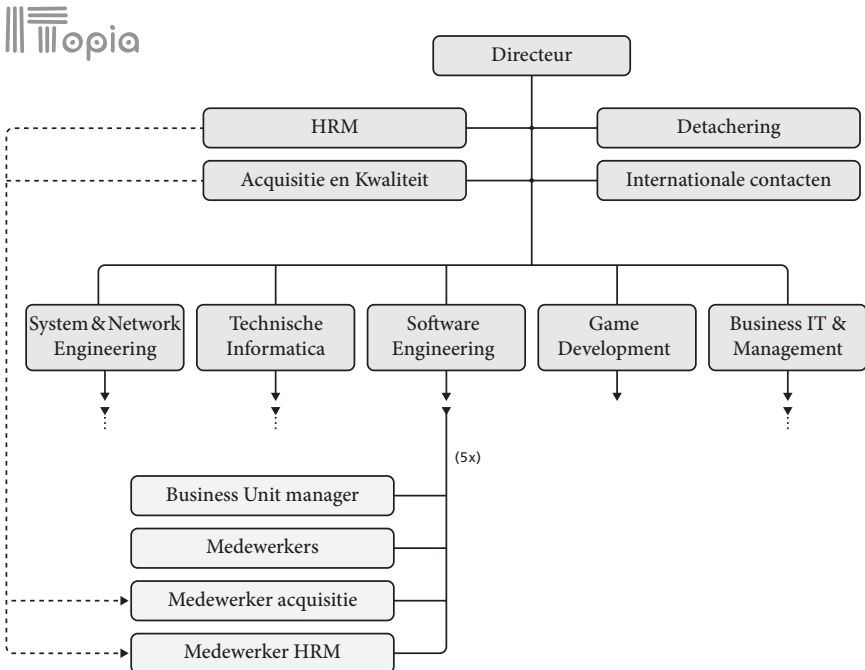 ITTopia
Directeur
HRM
Detachering
Acquisitie en Kwaliteit
Internationale contacten
System & Network
Engineering
Technische
Informatica
Software
Engineering
Game
Development
Business IT &
Management
(5x)
Business Unit manager
Medewerkers
Medewerker acquisitie
Medewerker HRM